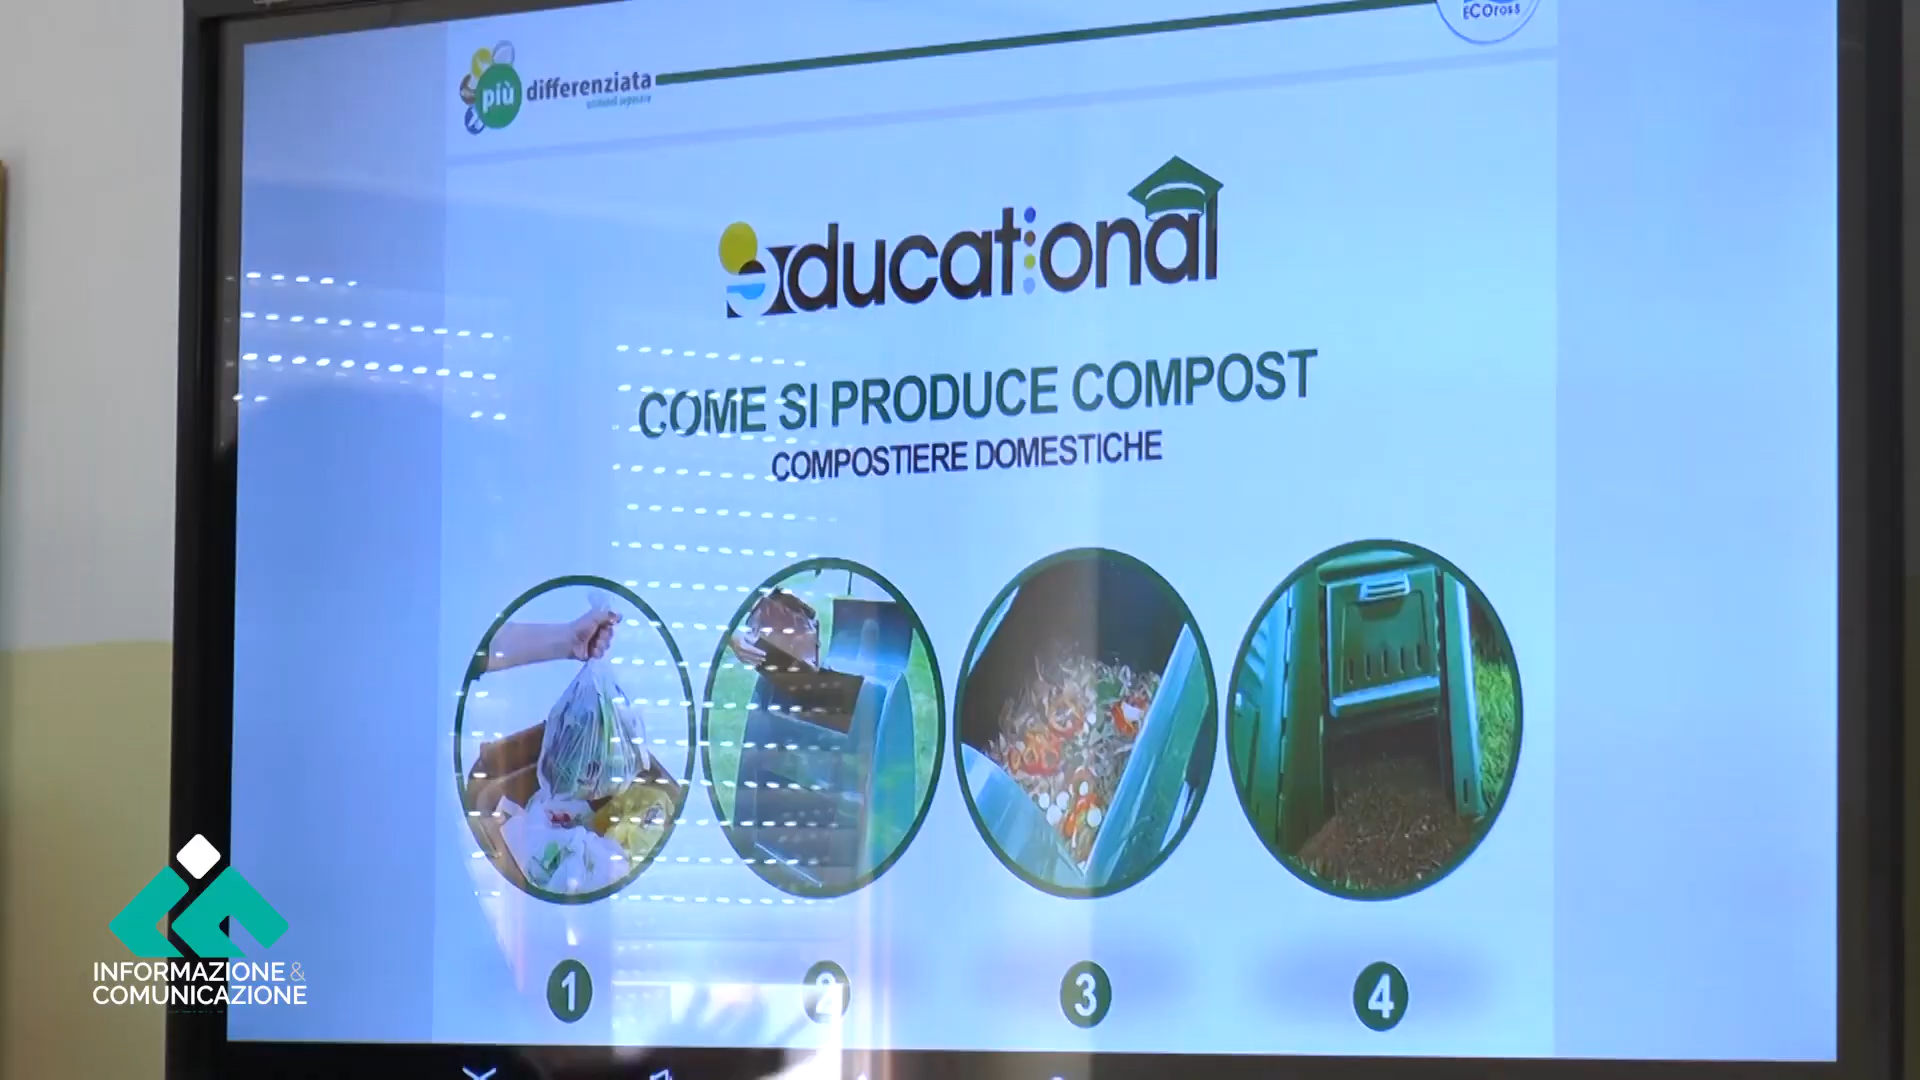 ECOross
più differenziata
educational
COME SI PRODUCE COMPOST
COMPOSTIERE DOMESTICHE
1 2 3 4
INFORMAZIONE &
COMUNICAZIONE